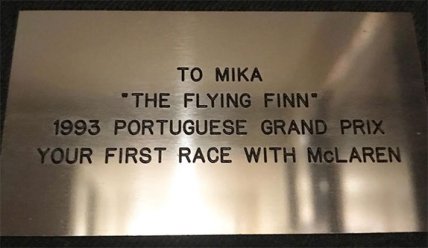 TO MIKA
"THE FLYING FINN"
1993 PORTUGUESE GRAND PRIX
YOUR FIRST RACE WITH McLAREN